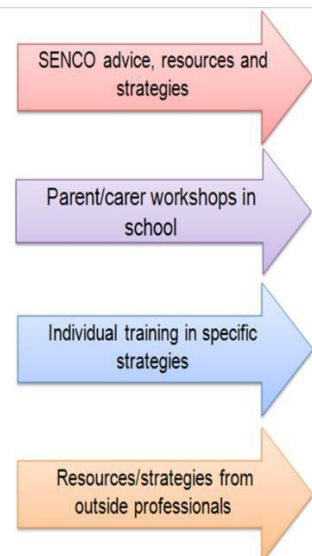 SENCO advice, resources and
strategies
Parent/carer workshops in
school
Individual training in specific
strategies
Resources/strategies from
outside professionals